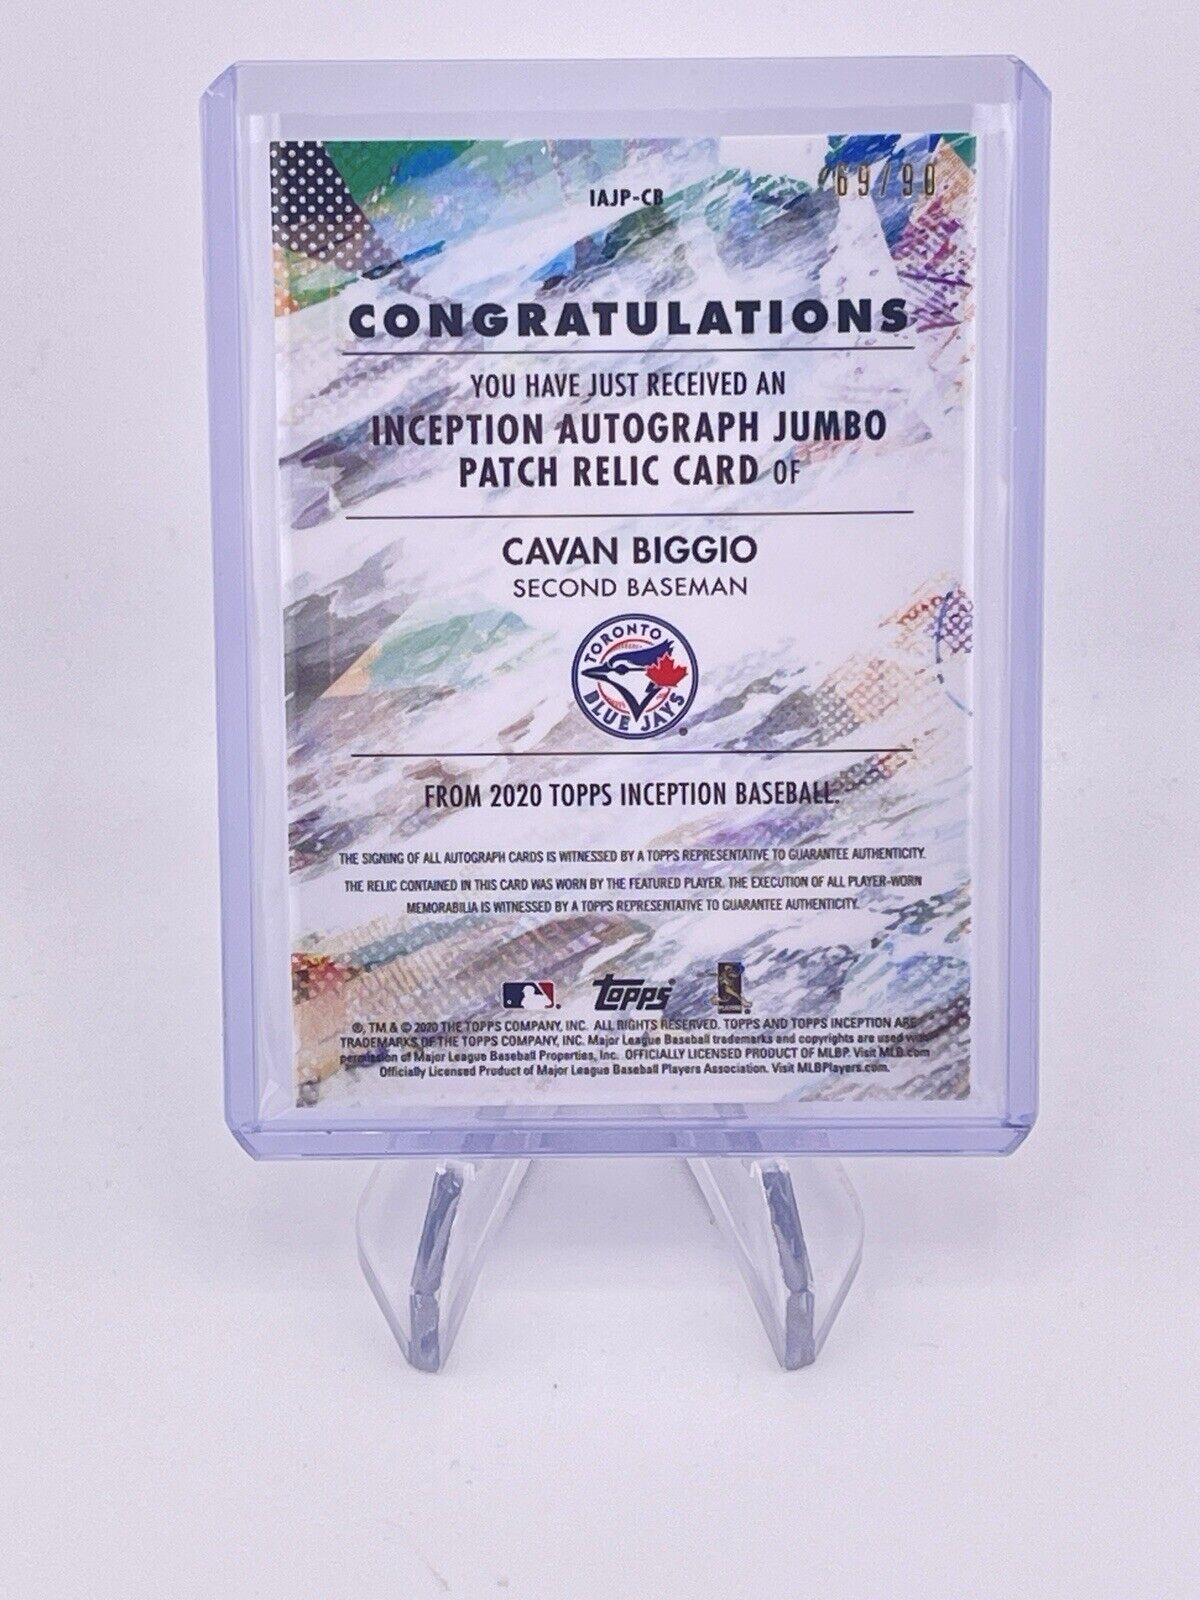 69/90
IAJP-CB
CONGRATULATIONS
YOU HAVE JUST RECEIVED AN
INCEPTION AUTOGRAPH JUMBO
PATCH RELIC CARD OF
CAVAN BIGGIO
SECOND BASEMAN
TORONTO
BLUE JAYS
FROM 2020 TOPPS INCEPTION BASEBALL.
THE SIGNING OF ALL AUTOGRAPH CARDS IS WITNESSED BY A TOPPS REPRESENTATIVE TO GUARANTEE AUTHENTICITY.
THE RELIC CONTAINED IN THIS CARD WAS WORN BY THE FEATURED PLAYER. THE EXECUTION OF ALL PLAYER-WORN
MEMORABILIA IS WITNESSED BY A TOPPS REPRESENTATIVE TO GUARANTEE AUTHENTICITY.
Topps
®, TM & © 2020 THE TOPPS COMPANY, INC. ALL RIGHTS RESERVED. TOPPS AND TOPPS INCEPTION ARE
TRADEMARKS OF THE TOPPS COMPANY, INC. Major League Baseball trademarks and copyrights are used with
permission of Major League Baseball Properties, Inc. OFFICIALLY LICENSED PRODUCT OF MLBP. Visit MLB.com
Officially Licensed Product of Major League Baseball Players Association. Visit MLBPlayers.com.